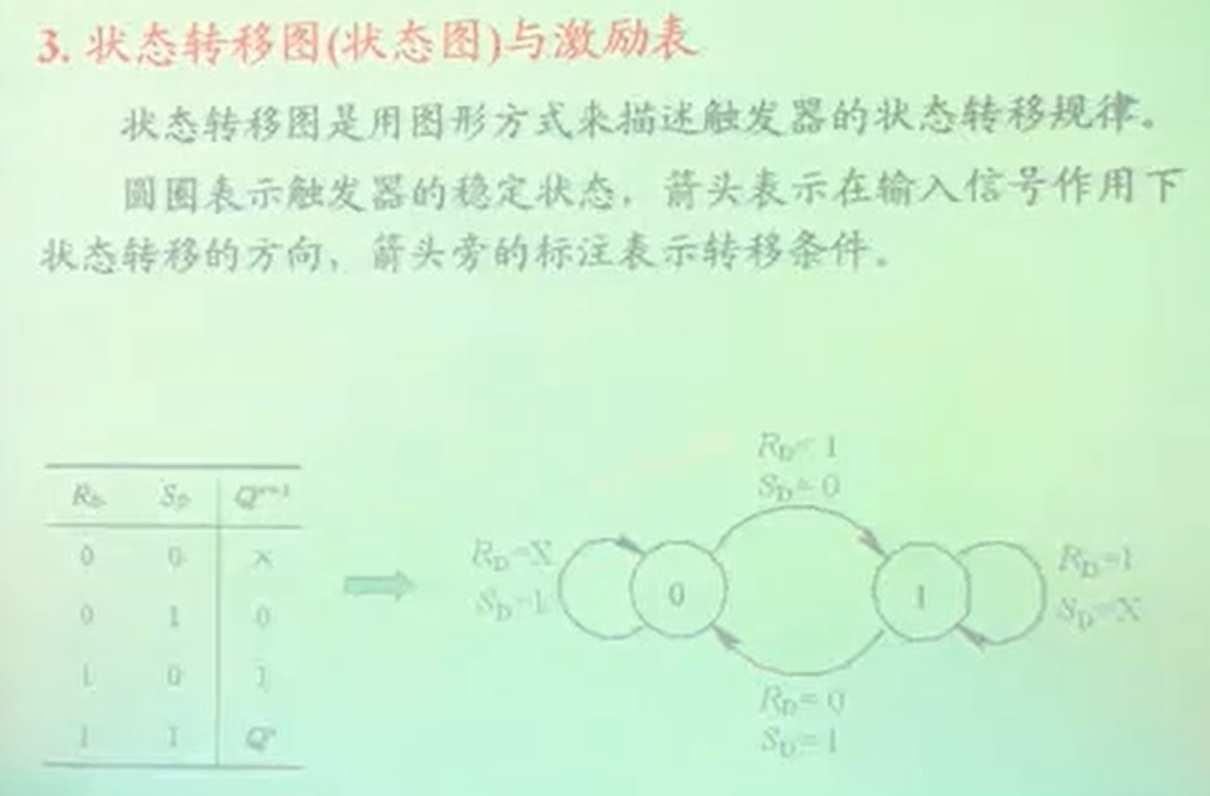 3. 状态转移图(状态图)与激励表
状态转移图是用图形方式来描述触发器的状态转移规律。
圆圈表示触发器的稳定状态，箭头表示在输入信号作用下
状态转移的方向，箭头旁的标注表示转移条件。
R_D S_D Q^{n+1}
0 0 ×
0 1 0
1 0 1
1 1 Q^n
R_D=1
S_D=0
R_D=X
S_D=1
0
1
R_D=1
S_D=X
R_D=0
S_D=1